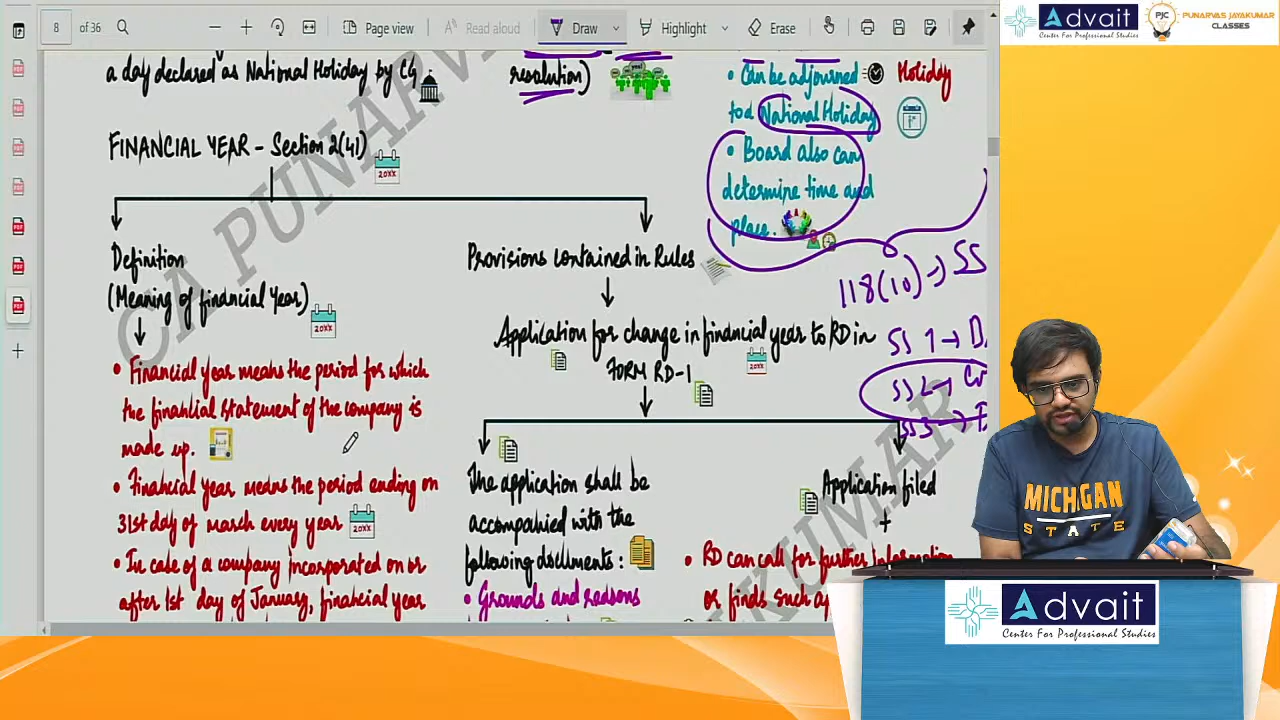 8 of 36
Page view
Read aloud
Draw
Highlight
Erase
Advait
Center For Professional Studies
PJC
PUNARVAS JAYAKUMAR
CLASSES
a day declared as National Holiday by CG
resolution)
• Can be adjourned
to a National Holiday
Holiday
• Board also can
determine time and
place.
FINANCIAL YEAR - Section 2(41)
20XX
Definition
(Meaning of financial Year)
20XX
• Financial year means the period for which
the financial statement of the company is
made up.
• Financial year means the period ending on
31st day of march every year
20XX
• In case of a company incorporated on or
after 1st day of January, financial year
Provisions contained in Rules
Application for change in financial year to RD in
FORM RD-1
20XX
The application shall be
accompanied with the
following documents :
• Grounds and reasons
Application filed
+
• RD can call for further information
or finds such
118(10) → SS
SS 1 →
SS 2 →
SS 3 →
CA PUNARV
KUMAR
MICHIGAN
STATE
Advait
Center For Professional Studies